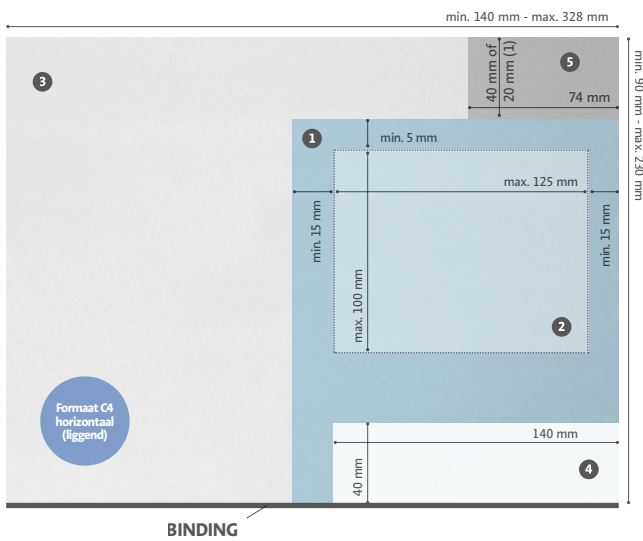 min. 140 mm - max. 328 mm
3
40 mm of
20 mm (1)
5
74 mm
min. 90 mm - max. 230 mm
1
min. 5 mm
max. 125 mm
min. 15 mm
min. 15 mm
max. 100 mm
2
Formaat C4
horizontaal
(liggend)
140 mm
40 mm
4
BINDING